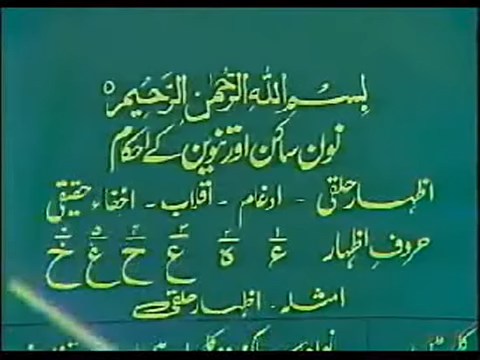 بسم اللہ الرحمٰن الرحیم
نون ساکن اور تنوین کے احکام
اظہار حلقی - ادغام - اقلاب - اخفاء حقیقی
حروفِ اظہار ء ہ ع ح غ خ
امثلہ - اظہار حلقی